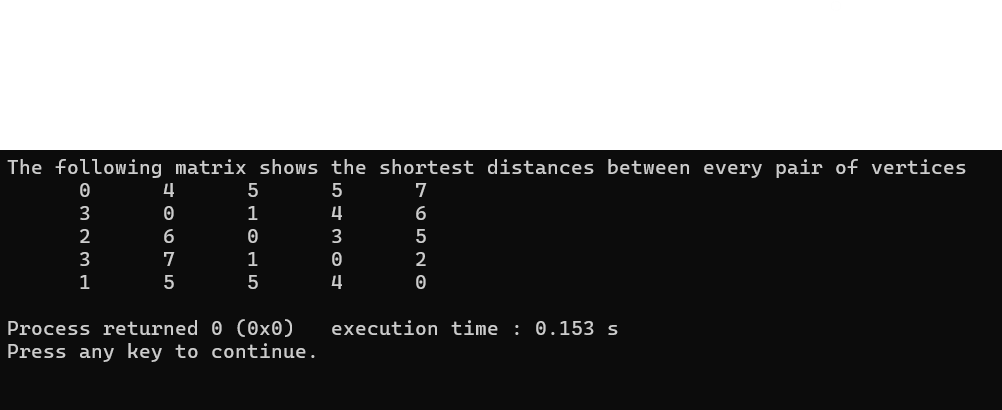 The following matrix shows the shortest distances between every pair of vertices
0 4 5 5 7
3 0 1 4 6
2 6 0 3 5
3 7 1 0 2
1 5 5 4 0
Process returned 0 (0x0)   execution time : 0.153 s
Press any key to continue.